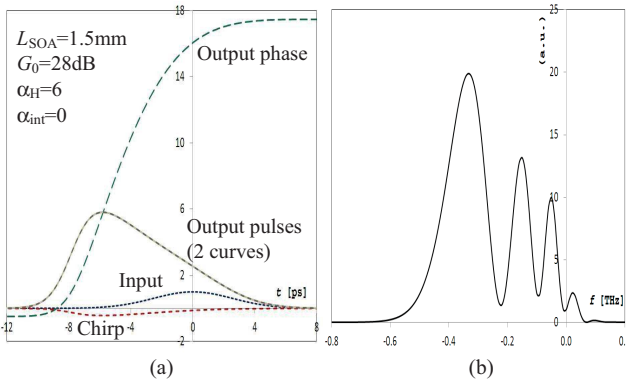 L_SOA=1.5mm
G_0=28dB
α_H=6
α_int=0
18
14
10
6
2
-12
-8
-4
0
4
8
Output phase
Output pulses
(2 curves)
Input
t [ps]
Chirp
(a)
(a.u.)
25
20
15
10
5
0
f [THz]
-0.8
-0.6
-0.4
-0.2
0.0
0.2
(b)